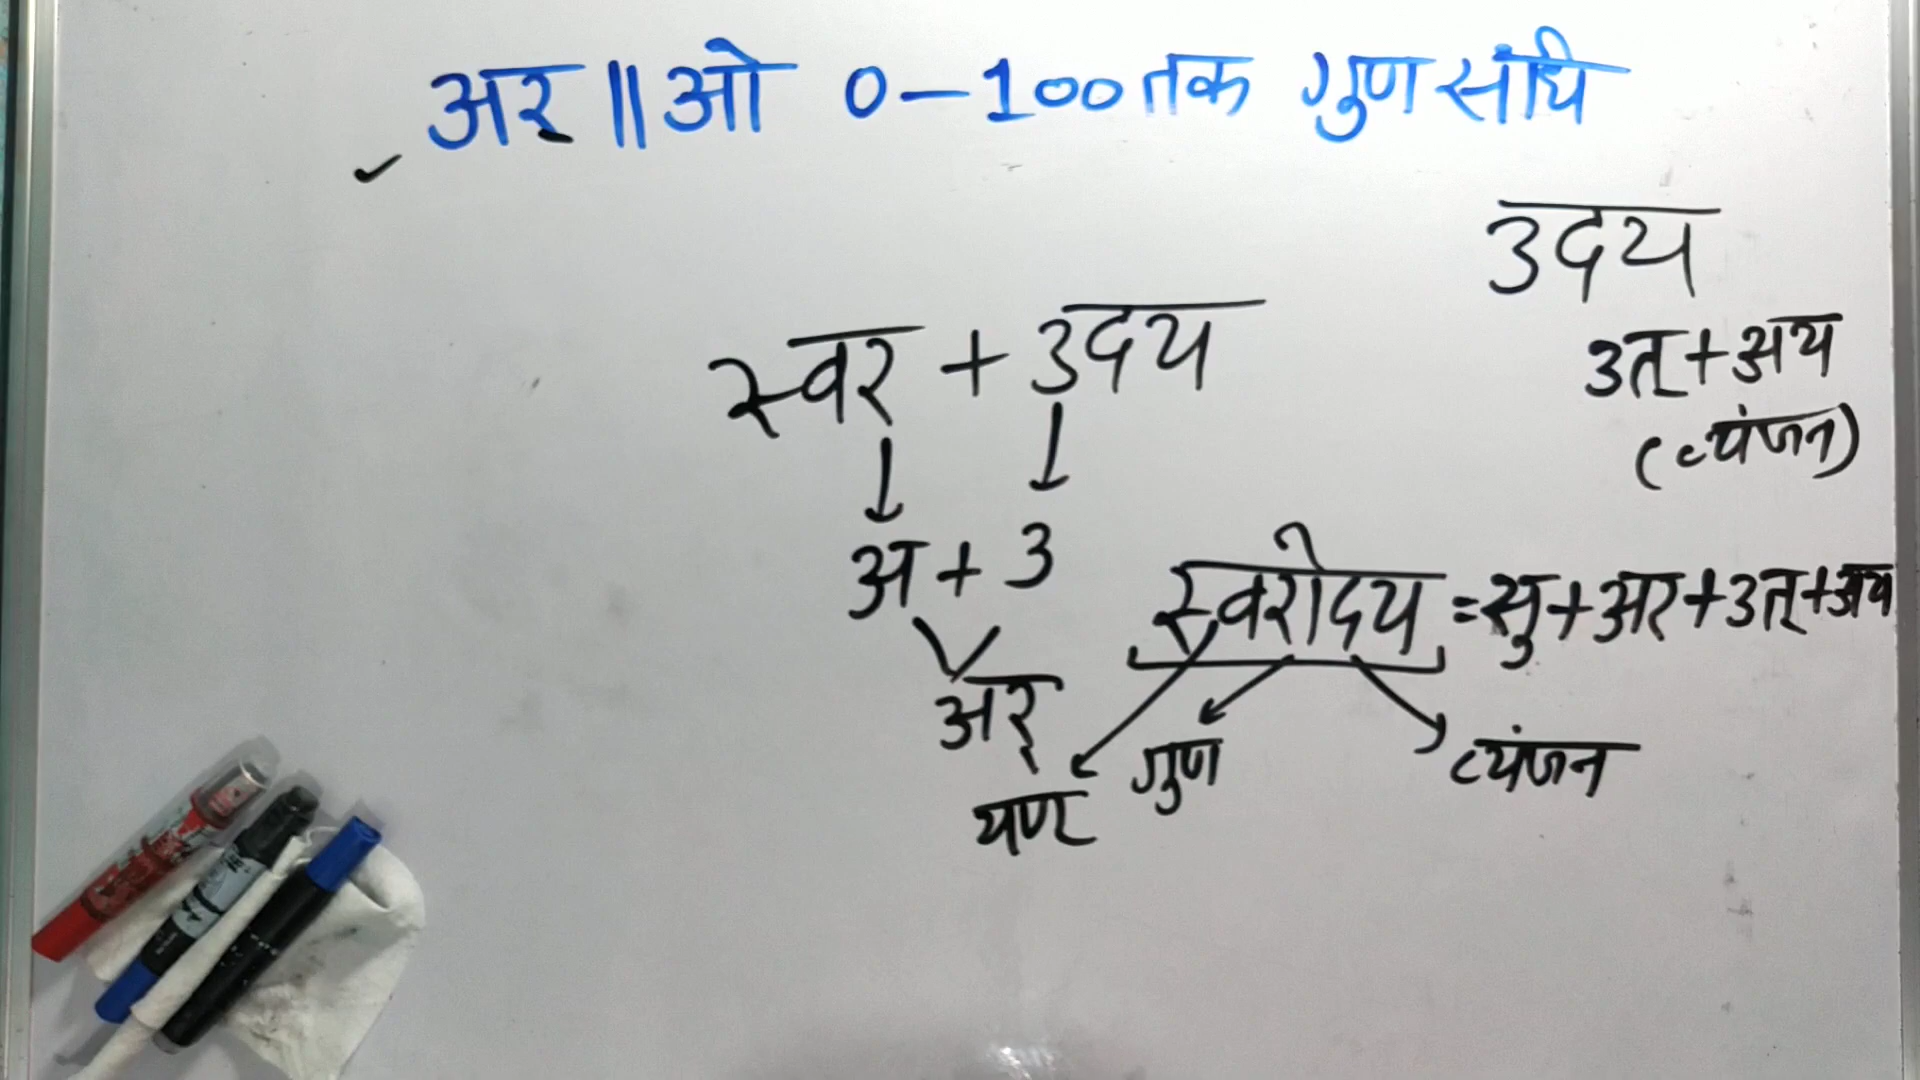 अर् || ओ 0-100 तक गुण संधि
उदय
उत् + अय
(व्यंजन)
स्वर + उदय
अ + उ
अर्
स्वरोदय = सु + अर + उत् + अय
यण गुण व्यंजन